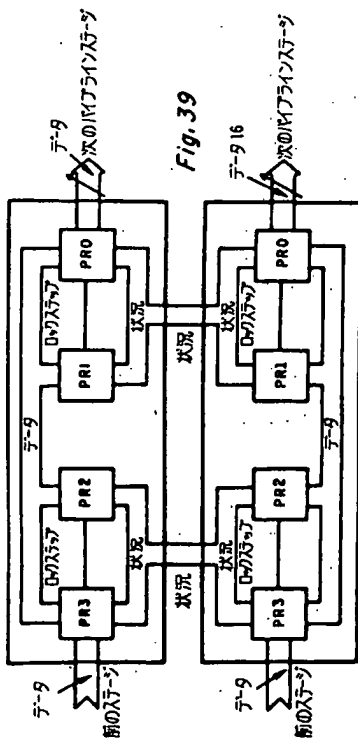 データ
次のパイプラインステージ
ロックステップ
PR0
PR1
状況
データ
ロックステップ
PR2
PR3
状況
データ
前のステージ
状況
状況
Fig. 39
データ16
次のパイプラインステージ
状況
ロックステップ
PR0
PR1
データ
状況
ロックステップ
PR2
PR3
データ
前のステージ